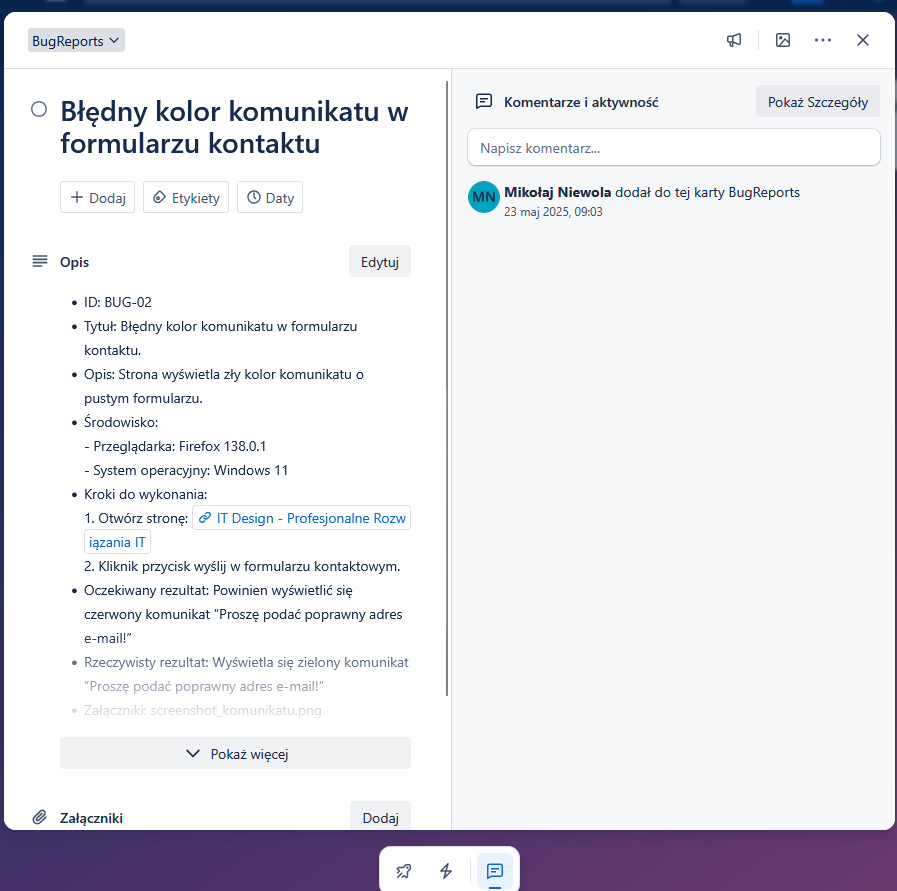 BugReports
Błędny kolor komunikatu w
formularzu kontaktu
Dodaj
Etykiety
Daty
Opis
Edytuj
• ID: BUG-02
• Tytuł: Błędny kolor komunikatu w formularzu
kontaktu.
• Opis: Strona wyświetla zły kolor komunikatu o
pustym formularzu.
• Środowisko:
- Przeglądarka: Firefox 138.0.1
- System operacyjny: Windows 11
• Kroki do wykonania:
1. Otwórz stronę: IT Design - Profesjonalne Rozw
iązania IT
2. Kliknik przycisk wyślij w formularzu kontaktowym.
• Oczekiwany rezultat: Powinien wyświetlić się
czerwony komunikat “Proszę podać poprawny adres
e-mail!”
• Rzeczywisty rezultat: Wyświetla się zielony komunikat
“Proszę podać poprawny adres e-mail!”
• Załączniki: screenshot_komunikatu.png
Pokaż więcej
Załączniki
Dodaj
Komentarze i aktywność
Pokaż Szczegóły
Napisz komentarz...
MN
Mikołaj Niewola dodał do tej karty BugReports
23 maj 2025, 09:03